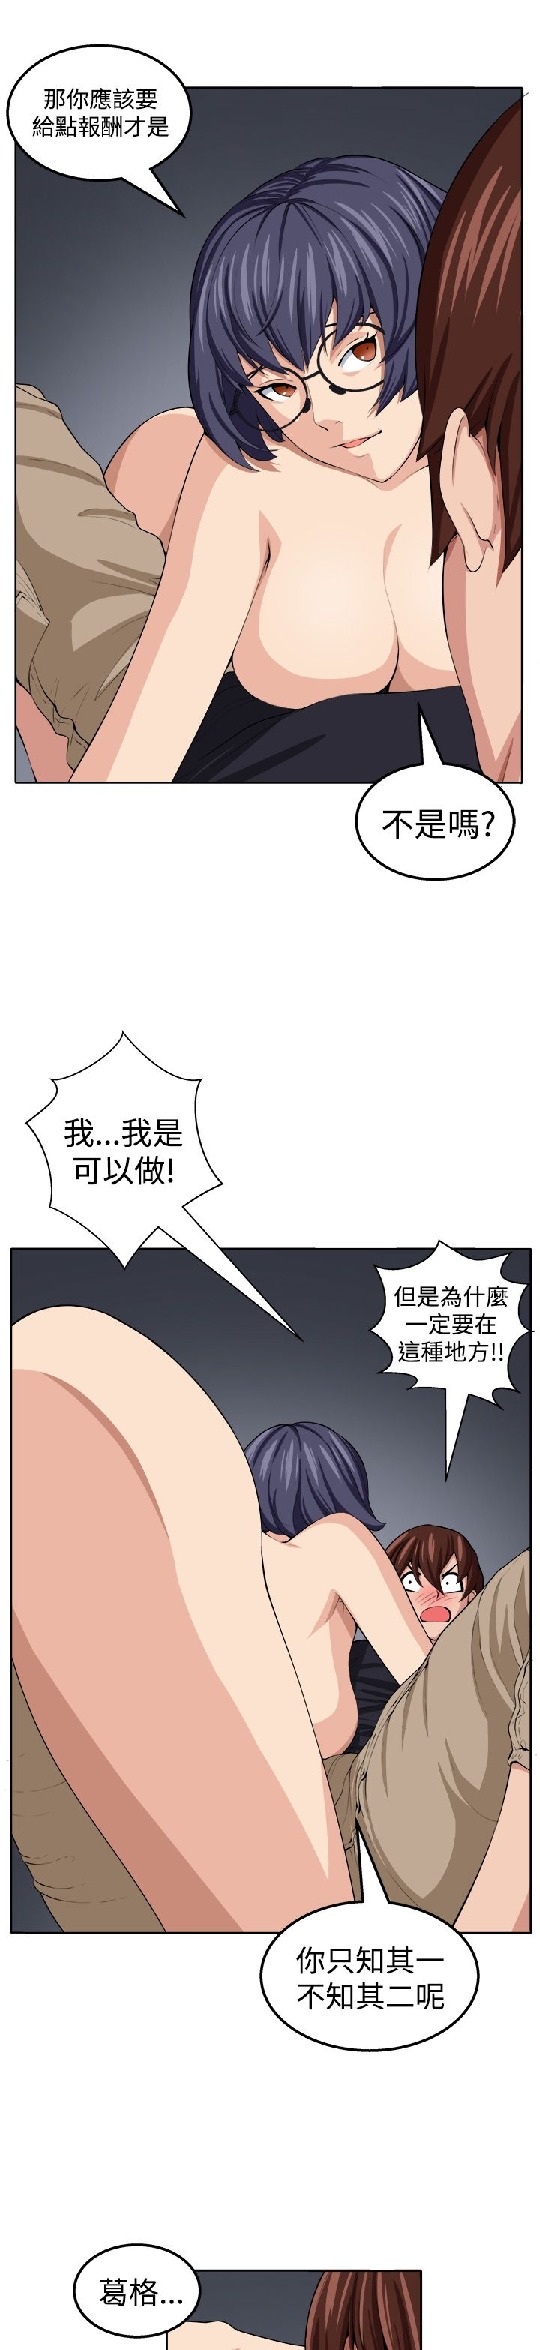 那你應該要
給點報酬才是
不是嗎?
我...我是
可以做!
但是為什麼
一定要在
這種地方!!
你只知其一
不知其二呢
葛格...